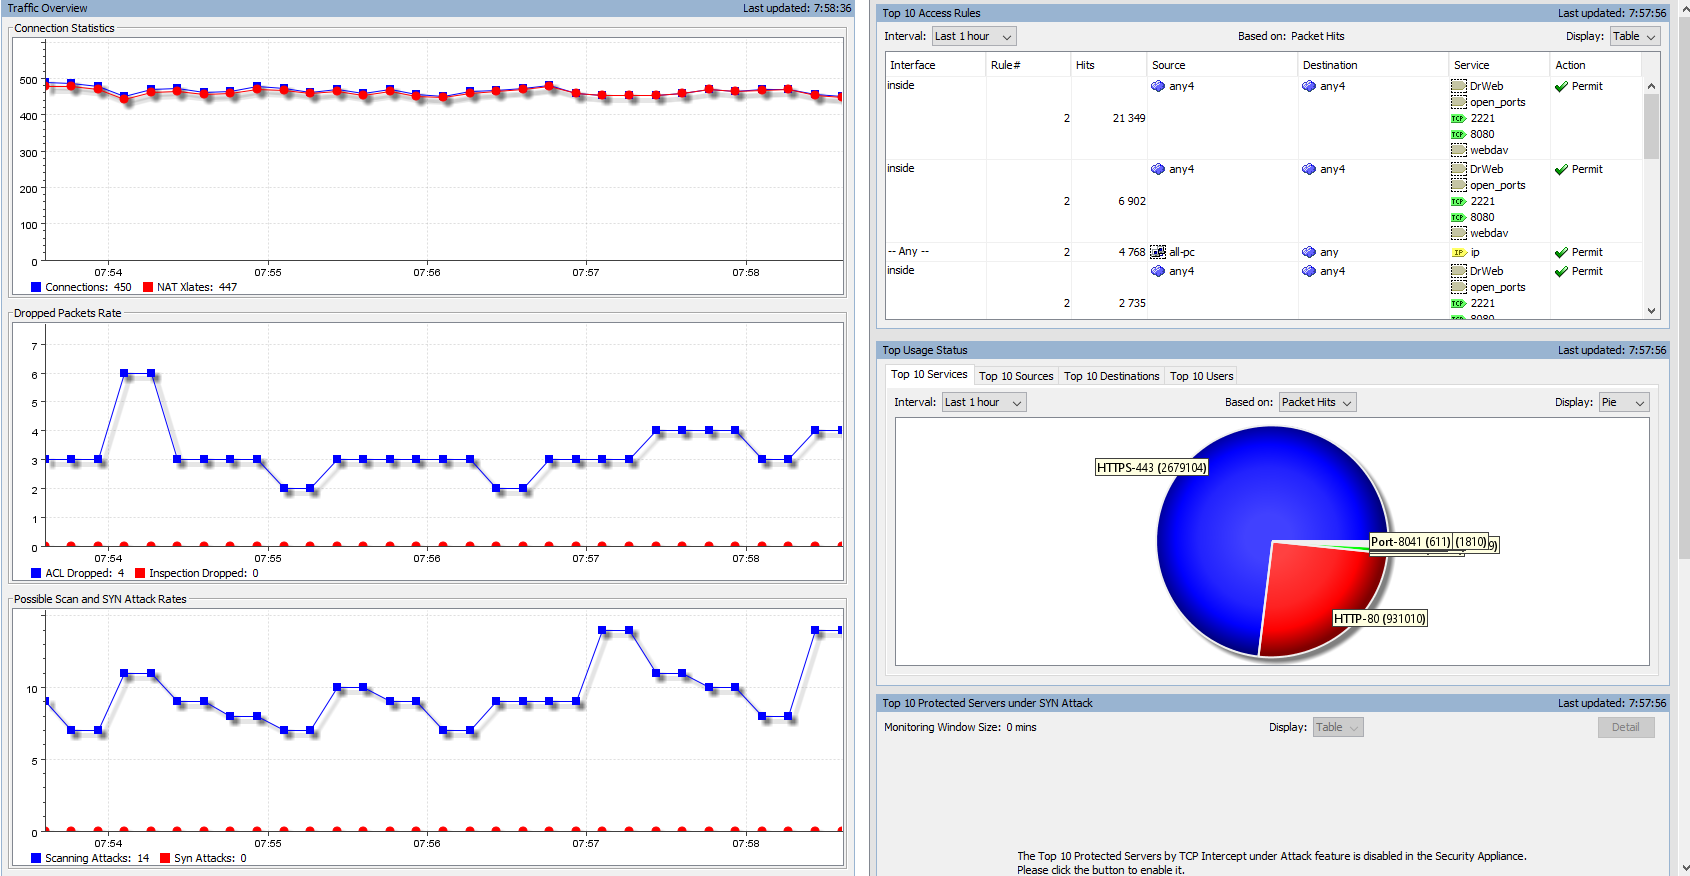 Traffic Overview
Last updated: 7:58:36
Connection Statistics
500
400
300
200
100
0
07:54 07:55 07:56 07:57 07:58
Connections: 450 NAT Xlates: 447
Dropped Packets Rate
7
6
5
4
3
2
1
0
07:54 07:55 07:56 07:57 07:58
ACL Dropped: 4 Inspection Dropped: 0
Possible Scan and SYN Attack Rates
10
5
0
07:54 07:55 07:56 07:57 07:58
Scanning Attacks: 14 Syn Attacks: 0
Top 10 Access Rules
Last updated: 7:57:56
Interval: Last 1 hour Based on: Packet Hits Display: Table
Interface Rule# Hits Source Destination Service Action
inside any4 any4 DrWeb Permit
open_ports
2 21 349 TCP 2221
TCP 8080
webdav
inside any4 any4 DrWeb Permit
open_ports
2 6 902 TCP 2221
TCP 8080
webdav
-- Any -- 2 4 768 all-pc any IP ip Permit
inside any4 any4 DrWeb Permit
open_ports
2 2 735 TCP 2221
8080
Top Usage Status
Last updated: 7:57:56
Top 10 Services Top 10 Sources Top 10 Destinations Top 10 Users
Interval: Last 1 hour Based on: Packet Hits Display: Pie
HTTPS-443 (2679104)
Port-8041 (611) (1810) 9)
HTTP-80 (931010)
Top 10 Protected Servers under SYN Attack
Last updated: 7:57:56
Monitoring Window Size: 0 mins Display: Table Detail
The Top 10 Protected Servers by TCP Intercept under Attack feature is disabled in the Security Appliance.
Please click the button to enable it.